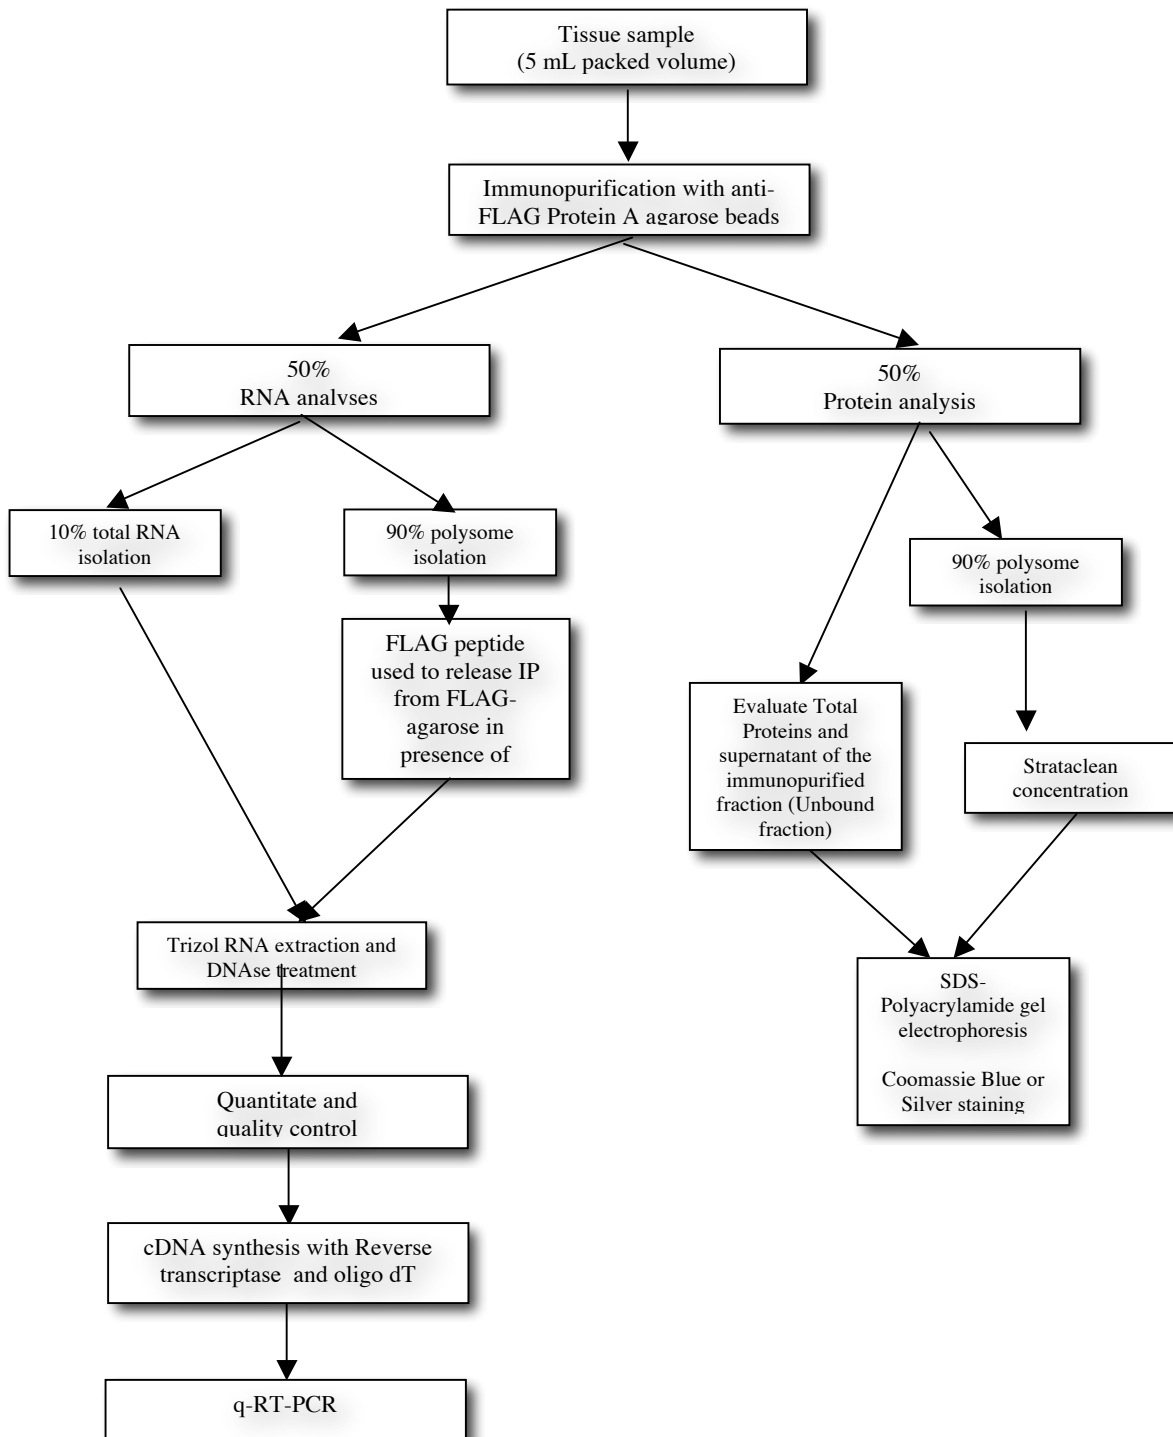 Tissue sample
(5 mL packed volume)
Immunopurification with anti-
FLAG Protein A agarose beads
50%
RNA analyses
50%
Protein analysis
10% total RNA
isolation
90% polysome
isolation
90% polysome
isolation
FLAG peptide
used to release IP
from FLAG-
agarose in
presence of
Evaluate Total
Proteins and
supernatant of the
immunopurified
fraction (Unbound
fraction)
Strataclean
concentration
Trizol RNA extraction and
DNAse treatment
SDS-
Polyacrylamide gel
electrophoresis
Coomassie Blue or
Silver staining
Quantitate and
quality control
cDNA synthesis with Reverse
transcriptase and oligo dT
q-RT-PCR